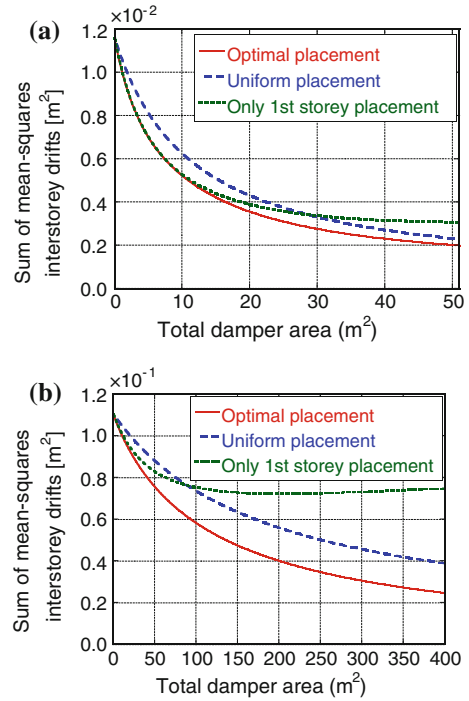 (a)
×10⁻²
1.2
1.0
0.8
0.6
0.4
0.2
0.0
Sum of mean-squares
interstorey drifts [m²]
Optimal placement
Uniform placement
Only 1st storey placement
0 10 20 30 40 50
Total damper area (m²)
(b)
×10⁻¹
1.2
1.0
0.8
0.6
0.4
0.2
0.0
Sum of mean-squares
interstorey drifts [m²]
Optimal placement
Uniform placement
Only 1st storey placement
0 50 100 150 200 250 300 350 400
Total damper area (m²)